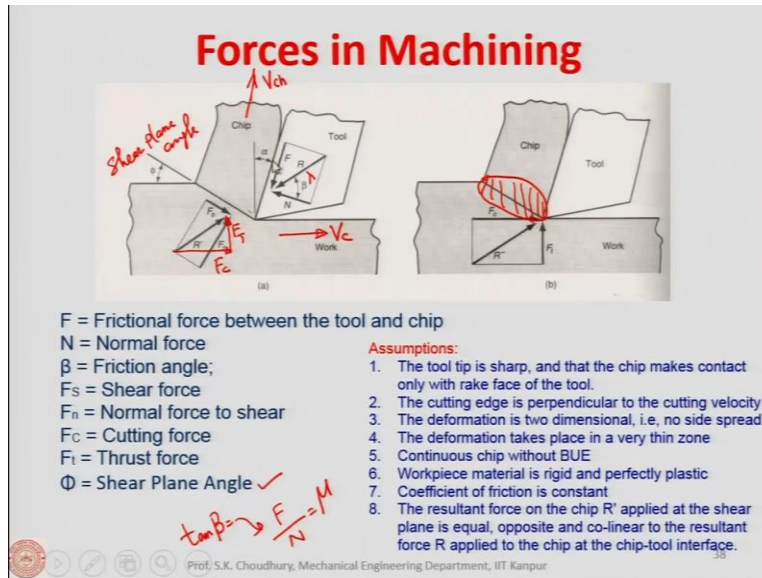 Forces in Machining
Vch
Shear plane
angle
Chip
Tool
α
F
R
β λ
N
Φ
Fs
R'
Fn
FT
Fc
Vc
Work
(a)
Chip
Tool
Fc
R'
Ft
Work
(b)
F = Frictional force between the tool and chip
N = Normal force
β = Friction angle;
Fs = Shear force
Fn = Normal force to shear
Fc = Cutting force
Ft = Thrust force
Φ = Shear Plane Angle ✓
tanβ = F/N = μ
Assumptions:
1. The tool tip is sharp, and that the chip makes contact
only with rake face of the tool.
2. The cutting edge is perpendicular to the cutting velocity
3. The deformation is two dimensional, i.e, no side spread
4. The deformation takes place in a very thin zone
5. Continuous chip without BUE
6. Workpiece material is rigid and perfectly plastic
7. Coefficient of friction is constant
8. The resultant force on the chip R' applied at the shear
plane is equal, opposite and co-linear to the resultant
force R applied to the chip at the chip-tool interface.
38
Prof. S.K. Choudhury, Mechanical Engineering Department, IIT Kanpur